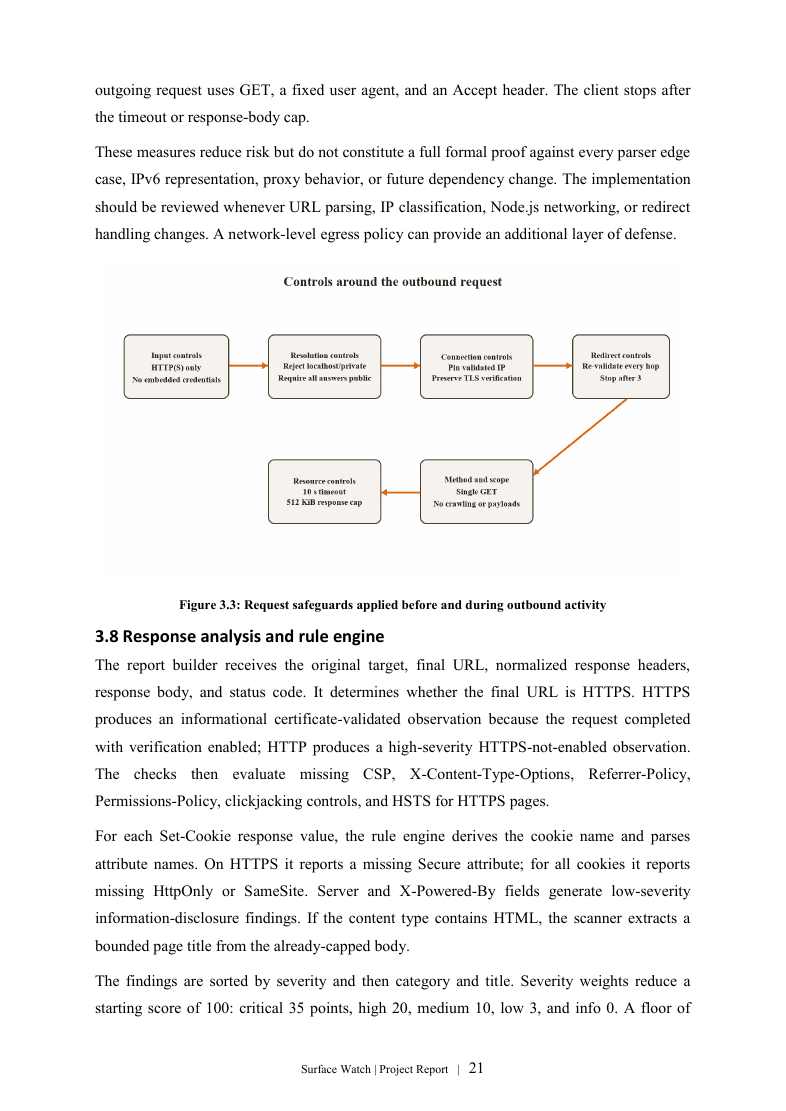 outgoing request uses GET, a fixed user agent, and an Accept header. The client stops after
the timeout or response-body cap.
These measures reduce risk but do not constitute a full formal proof against every parser edge
case, IPv6 representation, proxy behavior, or future dependency change. The implementation
should be reviewed whenever URL parsing, IP classification, Node.js networking, or redirect
handling changes. A network-level egress policy can provide an additional layer of defense.
Controls around the outbound request
Input controls
HTTP(S) only
No embedded credentials
Resolution controls
Reject localhost/private
Require all answers public
Connection controls
Pin validated IP
Preserve TLS verification
Redirect controls
Re-validate every hop
Stop after 3
Method and scope
Single GET
No crawling or payloads
Resource controls
10 s timeout
512 KiB response cap
Figure 3.3: Request safeguards applied before and during outbound activity
3.8 Response analysis and rule engine
The report builder receives the original target, final URL, normalized response headers,
response body, and status code. It determines whether the final URL is HTTPS. HTTPS
produces an informational certificate-validated observation because the request completed
with verification enabled; HTTP produces a high-severity HTTPS-not-enabled observation.
The checks then evaluate missing CSP, X-Content-Type-Options, Referrer-Policy,
Permissions-Policy, clickjacking controls, and HSTS for HTTPS pages.
For each Set-Cookie response value, the rule engine derives the cookie name and parses
attribute names. On HTTPS it reports a missing Secure attribute; for all cookies it reports
missing HttpOnly or SameSite. Server and X-Powered-By fields generate low-severity
information-disclosure findings. If the content type contains HTML, the scanner extracts a
bounded page title from the already-capped body.
The findings are sorted by severity and then category and title. Severity weights reduce a
starting score of 100: critical 35 points, high 20, medium 10, low 3, and info 0. A floor of
Surface Watch | Project Report | 21